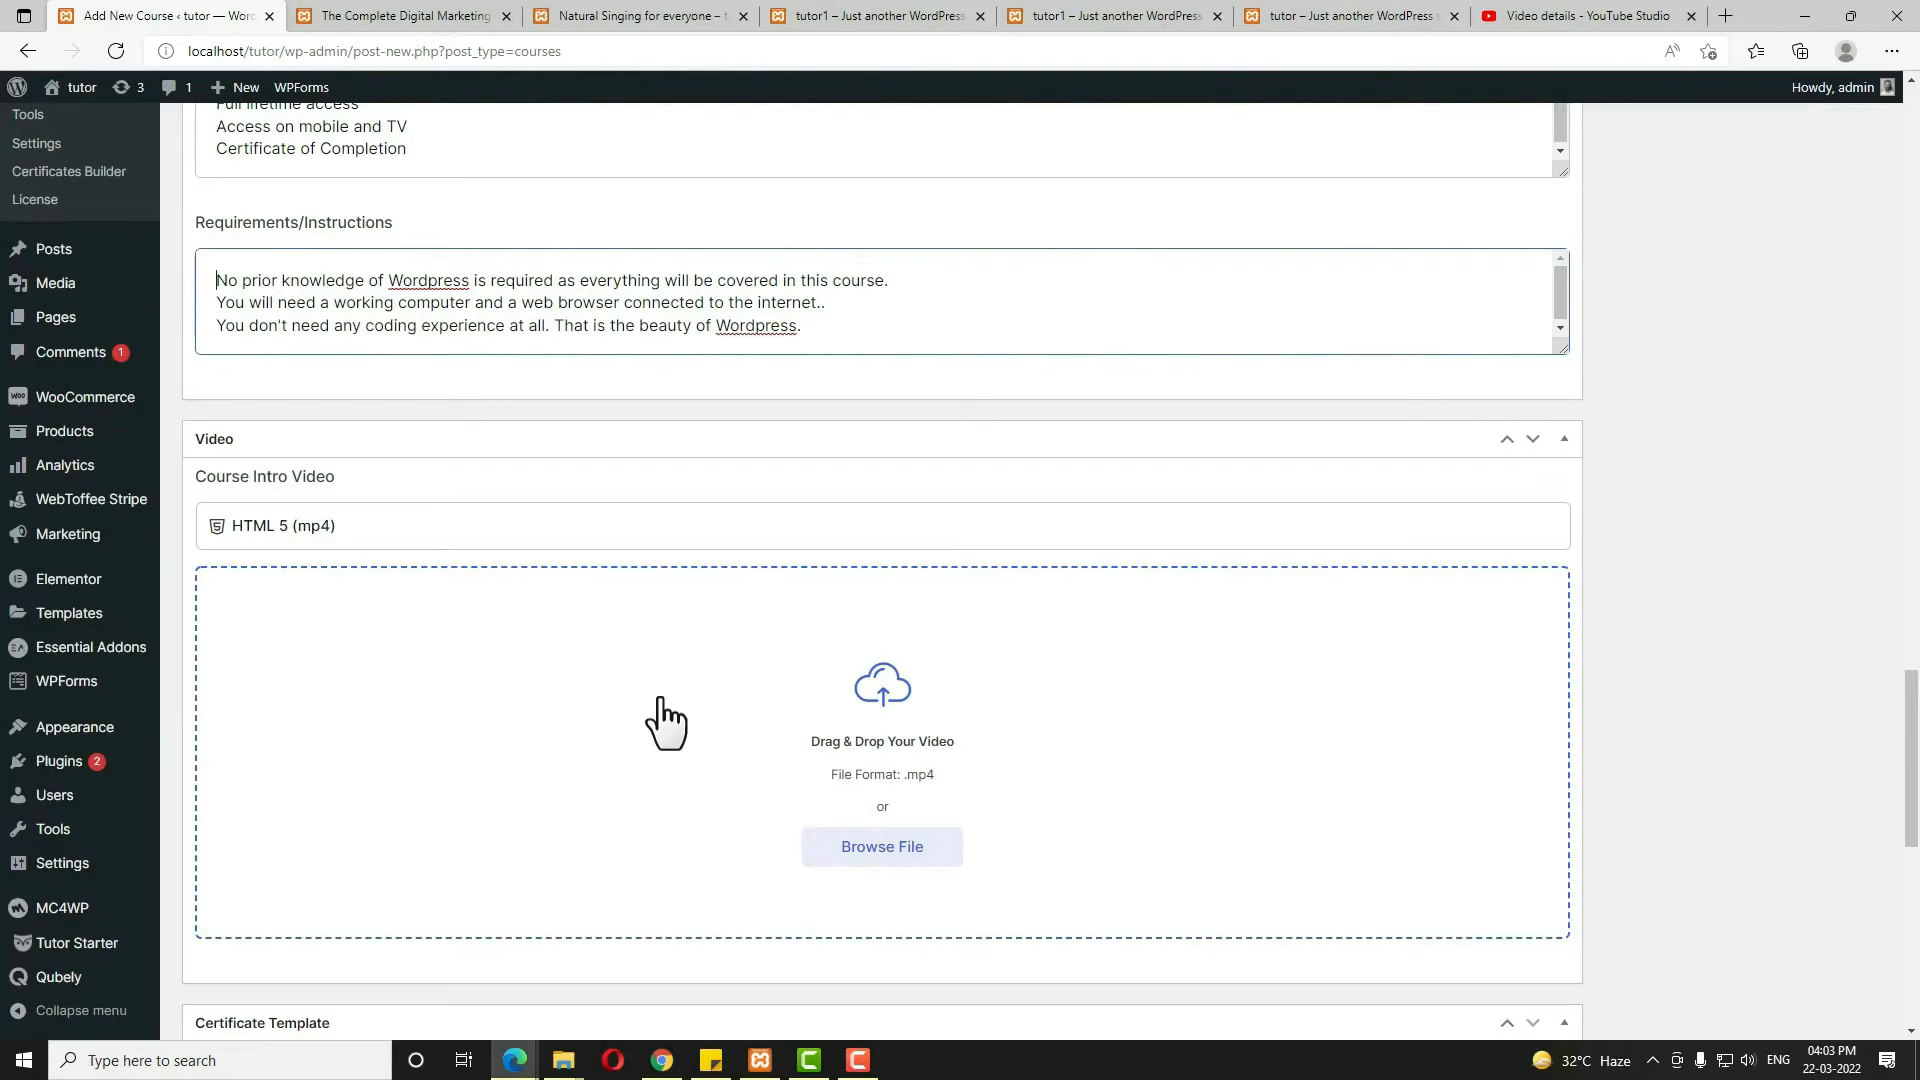 Add New Course ‹ tutor — Worc
The Complete Digital Marketing
Natural Singing for everyone – t
tutor1 – Just another WordPress
tutor1 – Just another WordPress
tutor – Just another WordPress s
Video details - YouTube Studio
localhost/tutor/wp-admin/post-new.php?post_type=courses
tutor
3
1
New
WPForms
Howdy, admin
Tools
Settings
Certificates Builder
License
Posts
Media
Pages
Comments 1
WooCommerce
Products
Analytics
WebToffee Stripe
Marketing
Elementor
Templates
Essential Addons
WPForms
Appearance
Plugins 2
Users
Tools
Settings
MC4WP
Tutor Starter
Qubely
Collapse menu
Full lifetime access
Access on mobile and TV
Certificate of Completion
Requirements/Instructions
No prior knowledge of Wordpress is required as everything will be covered in this course.
You will need a working computer and a web browser connected to the internet..
You don't need any coding experience at all. That is the beauty of Wordpress.
Video
Course Intro Video
HTML 5 (mp4)
Drag & Drop Your Video
File Format: .mp4
or
Browse File
Certificate Template
Type here to search
32°C Haze
ENG
04:03 PM
22-03-2022